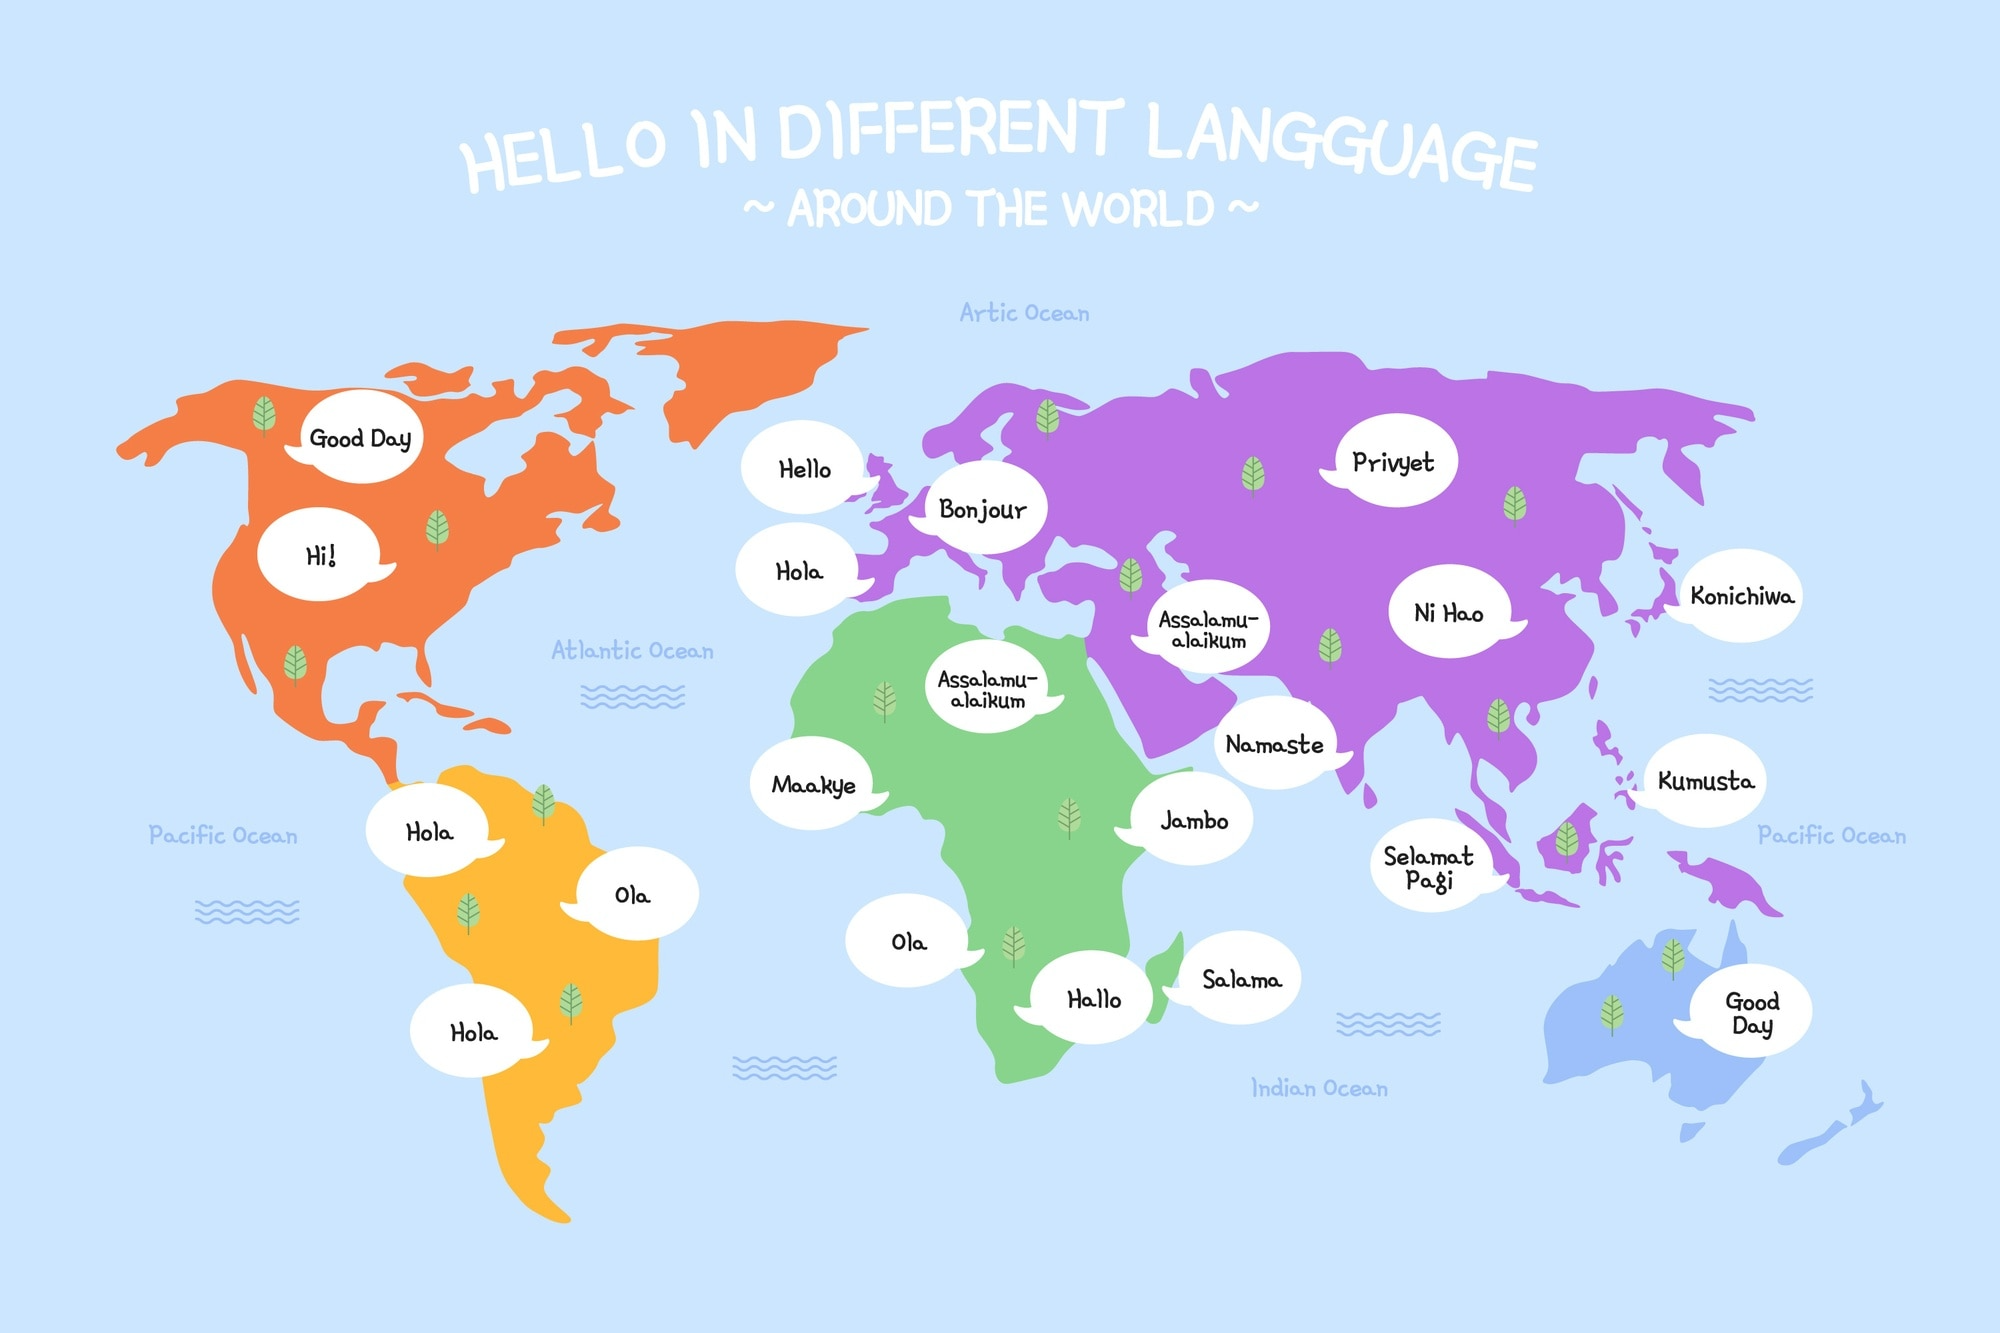 HELLO IN DIFFERENT LANGGUAGE
~ AROUND THE WORLD ~
Artic Ocean
Good Day
Hello
Bonjour
Privyet
Hi!
Hola
Konichiwa
Ni Hao
Assalamu-
alaikum
Atlantic Ocean
Assalamu-
alaikum
Namaste
Maakye
Kumusta
Jambo
Hola
Pacific Ocean
Pacific Ocean
Selamat
Pagi
Ola
Ola
Salama
Hallo
Good
Day
Hola
Indian Ocean